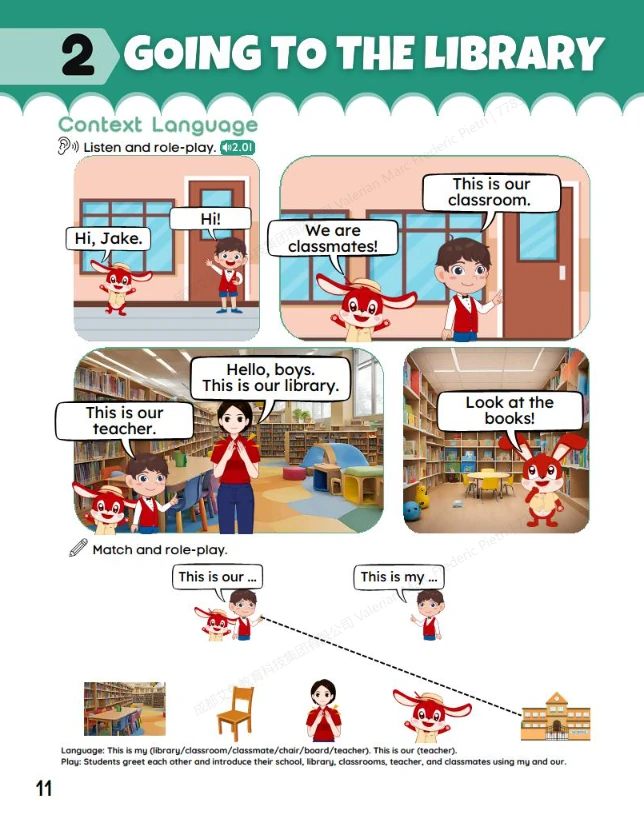 2 GOING TO THE LIBRARY
Context Language
Listen and role-play. 2.01
Hi, Jake.
Hi!
We are
classmates!
This is our
classroom.
This is our
teacher.
Hello, boys.
This is our library.
Look at the
books!
Match and role-play.
This is our ...
This is my ...
Language: This is my (library/classroom/classmate/chair/board/teacher). This is our (teacher).
Play: Students greet each other and introduce their school, library, classrooms, teacher, and classmates using my and our.
11